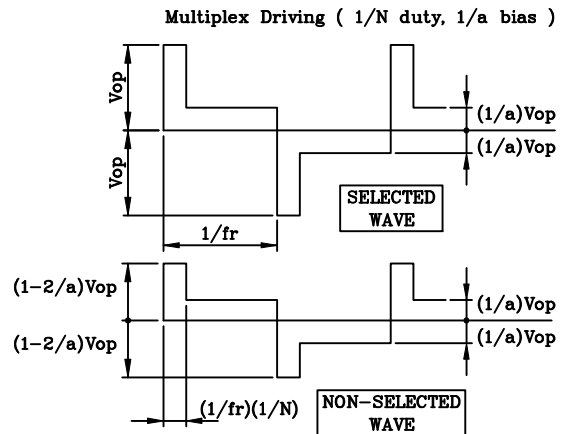 Multiplex Driving ( 1/N duty, 1/a bias )
Vop
(1/a)Vop
(1/a)Vop
Vop
SELECTED
WAVE
1/fr
(1-2/a)Vop
(1/a)Vop
(1-2/a)Vop
(1/a)Vop
(1/fr)(1/N)
NON-SELECTED
WAVE